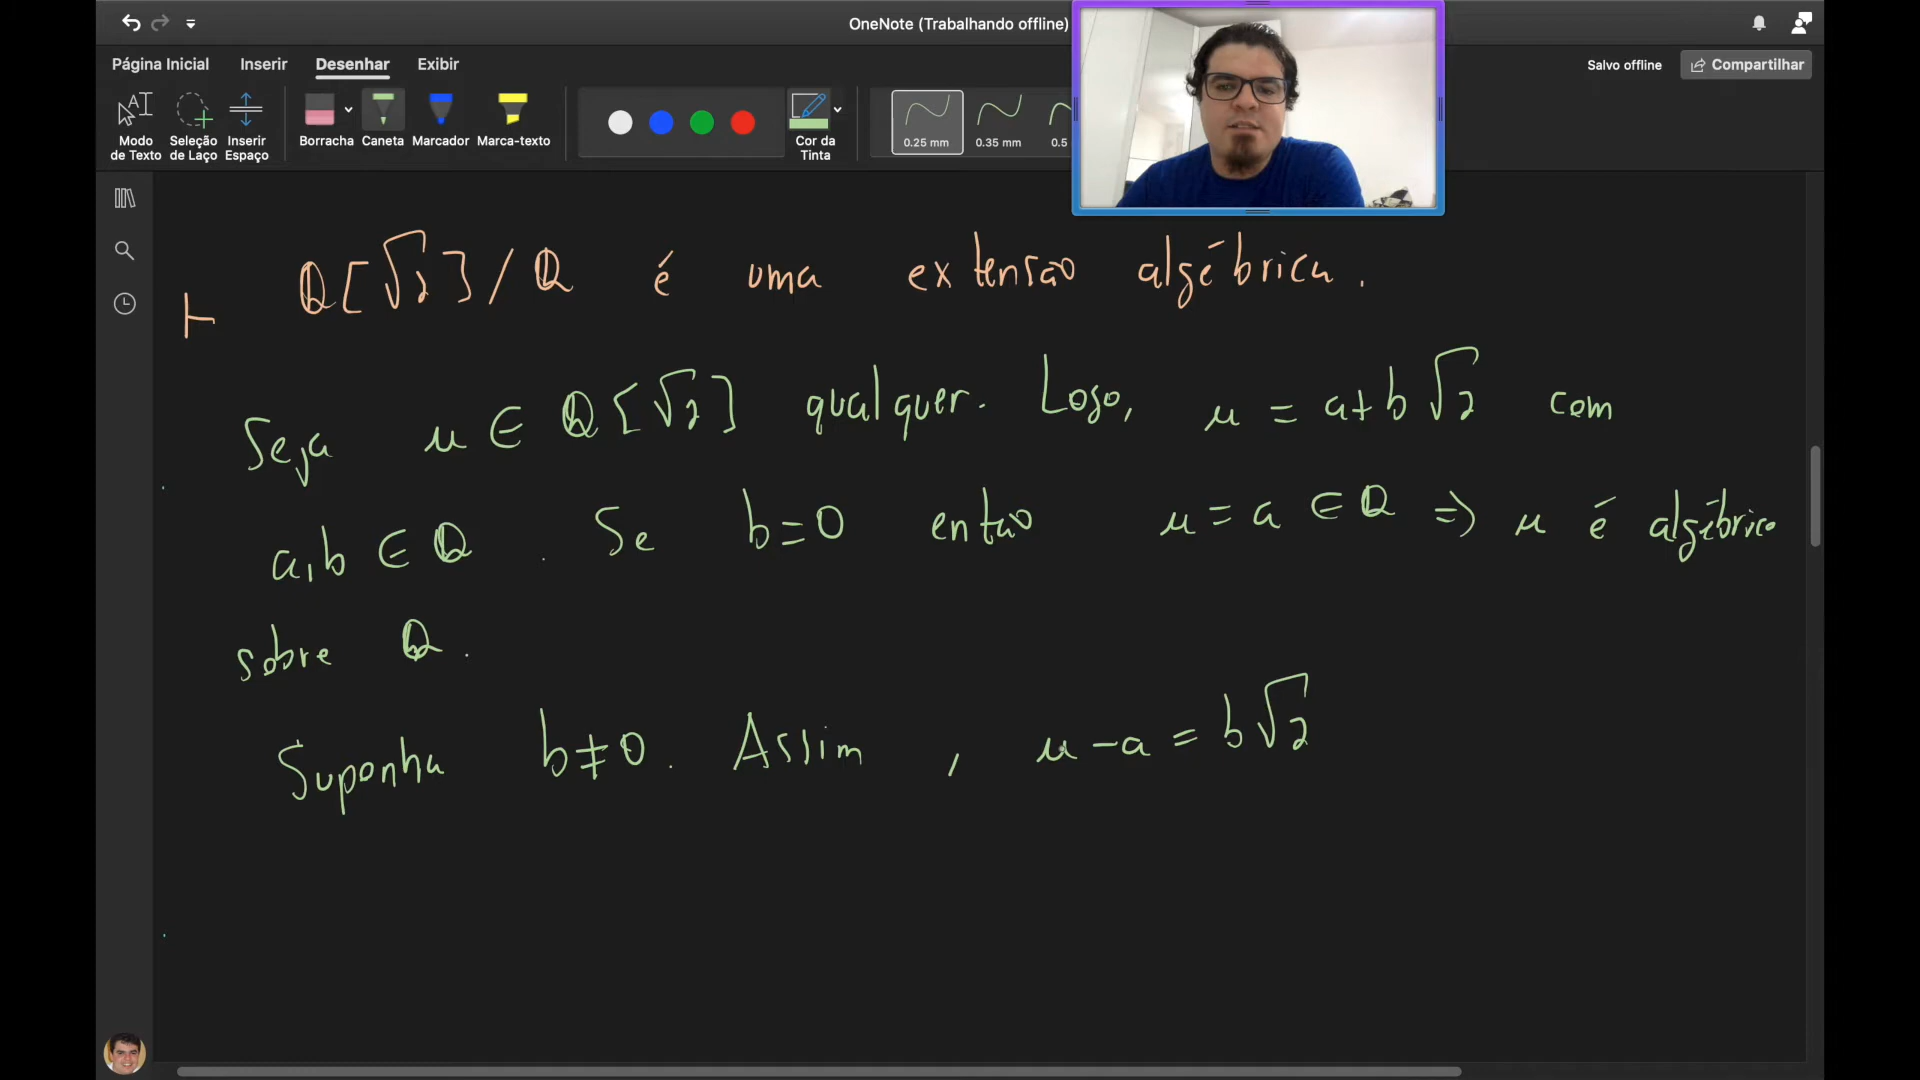 OneNote (Trabalhando offline)
Página Inicial Inserir Desenhar Exibir
Salvo offline Compartilhar
Modo de Texto
Seleção de Laço
Inserir Espaço
Borracha Caneta Marcador Marca-texto
Cor da Tinta
0.25 mm 0.35 mm 0.5
⊢ ℚ[√2]/ℚ é uma extensão algébrica.
Seja u ∈ ℚ[√2] qualquer. Logo, u = a+b√2 com
a,b ∈ ℚ. Se b=0 então u=a ∈ ℚ ⇒ u é algébrico
sobre ℚ.
Suponha b≠0. Assim, u-a = b√2